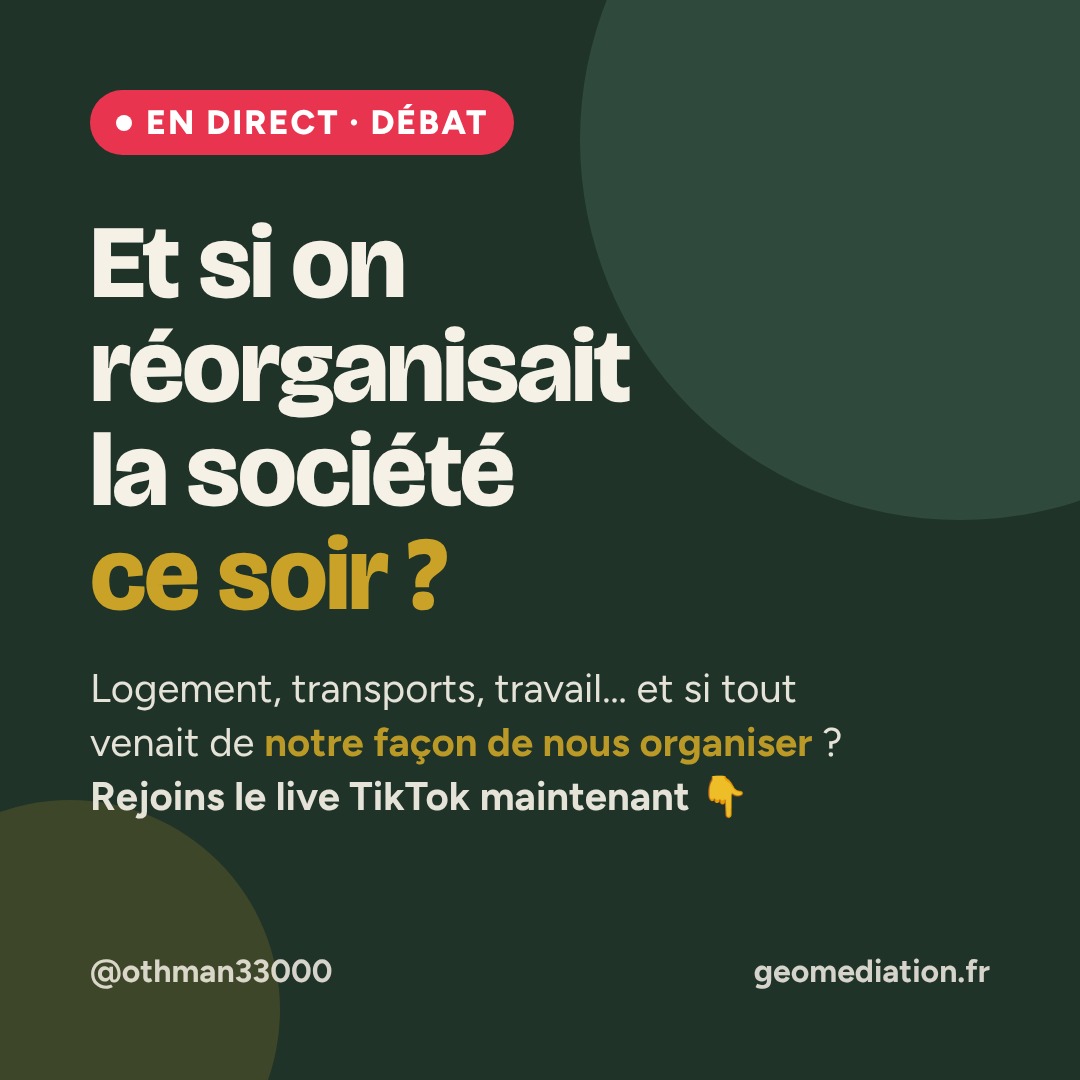 EN DIRECT · DÉBAT
Et si on
réorganisait
la société
ce soir ?
Logement, transports, travail… et si tout
venait de notre façon de nous organiser ?
Rejoins le live TikTok maintenant 👇
@othman33000
geomediation.fr